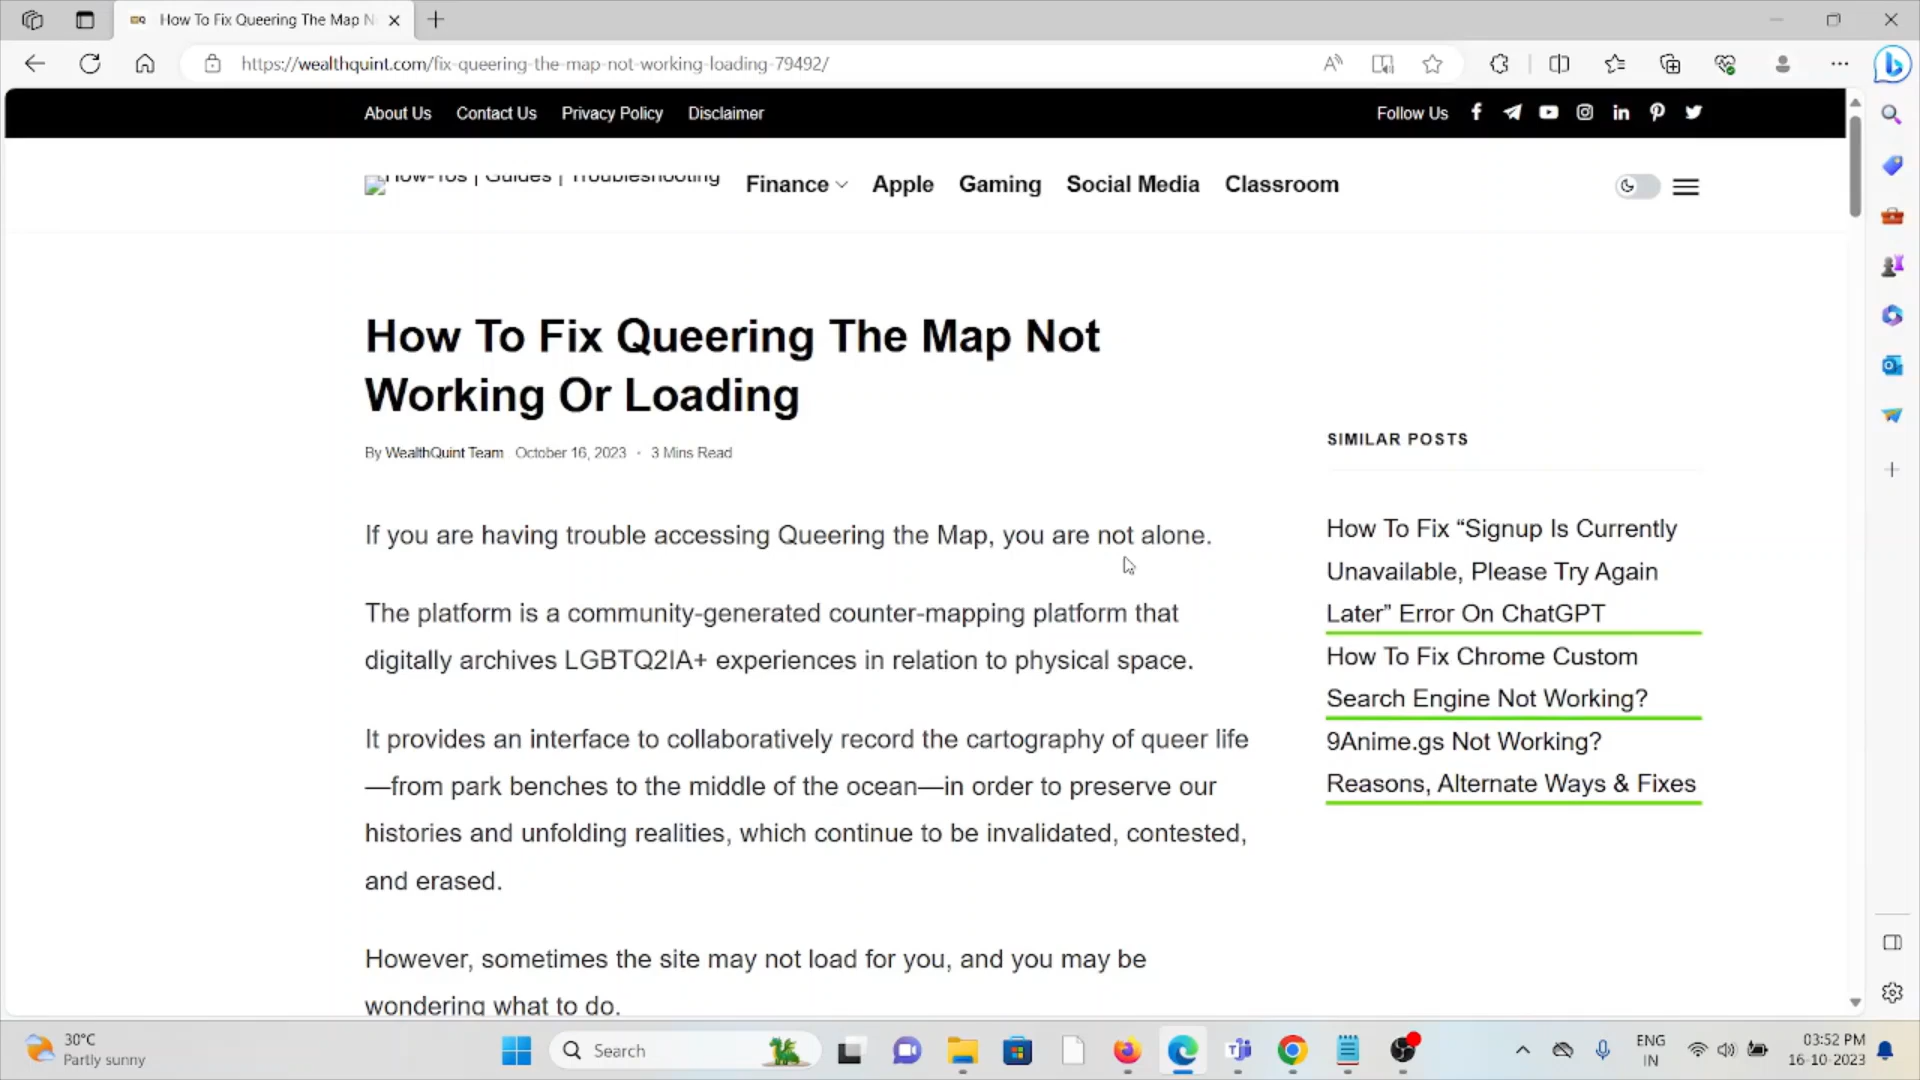 How To Fix Queering The Map N
https://wealthquint.com/fix-queering-the-map-not-working-loading-79492/
About Us Contact Us Privacy Policy Disclaimer Follow Us
How-Tos | Guides | Troubleshooting Finance Apple Gaming Social Media Classroom
How To Fix Queering The Map Not
Working Or Loading
By WealthQuint Team October 16, 2023 • 3 Mins Read
If you are having trouble accessing Queering the Map, you are not alone.
The platform is a community-generated counter-mapping platform that
digitally archives LGBTQ2IA+ experiences in relation to physical space.
It provides an interface to collaboratively record the cartography of queer life
—from park benches to the middle of the ocean—in order to preserve our
histories and unfolding realities, which continue to be invalidated, contested,
and erased.
However, sometimes the site may not load for you, and you may be
wondering what to do.
SIMILAR POSTS
How To Fix “Signup Is Currently
Unavailable, Please Try Again
Later” Error On ChatGPT
How To Fix Chrome Custom
Search Engine Not Working?
9Anime.gs Not Working?
Reasons, Alternate Ways & Fixes
30°C
Partly sunny
Search
ENG
IN
03:52 PM
16-10-2023